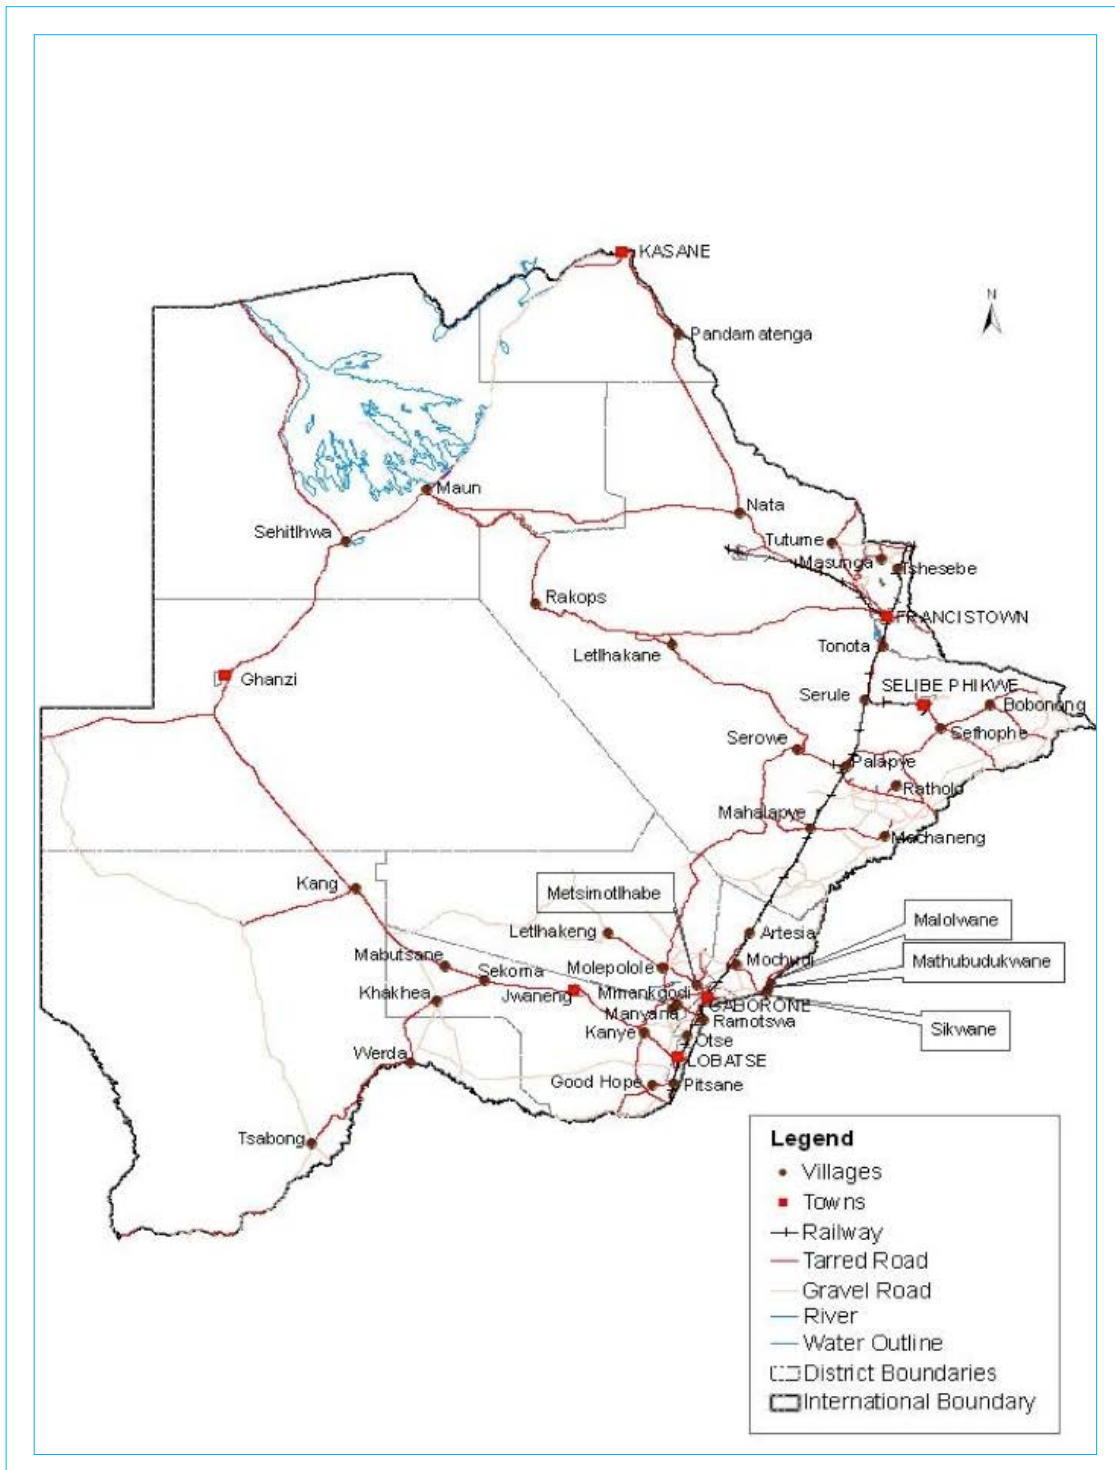 KASANE
N
Pandamatenga
Maun
Nata
Sehitlhwa
Tutume
Masunga
Tshesebe
Rakops
FRANCISTOWN
Letlhakane
Tonota
Ghanzi
SELIBE PHIKWE
Serule
Bobonong
Sefhophe
Serowe
Palapye
Ratholo
Mahalapye
Machaneng
Kang
Metsimotlhabe
Malolwane
Letlhakeng
Artesia
Mabutsane
Molepolole
Mochudi
Mathubudukwane
Sekoma
Khakhea
Jwaneng
Mmankgodi
GABORONE
Manyana
Ramotswa
Sikwane
Kanye
Otse
Werda
LOBATSE
Good Hope
Pitsane
Tsabong
Legend
Villages
Towns
Railway
Tarred Road
Gravel Road
River
Water Outline
District Boundaries
International Boundary